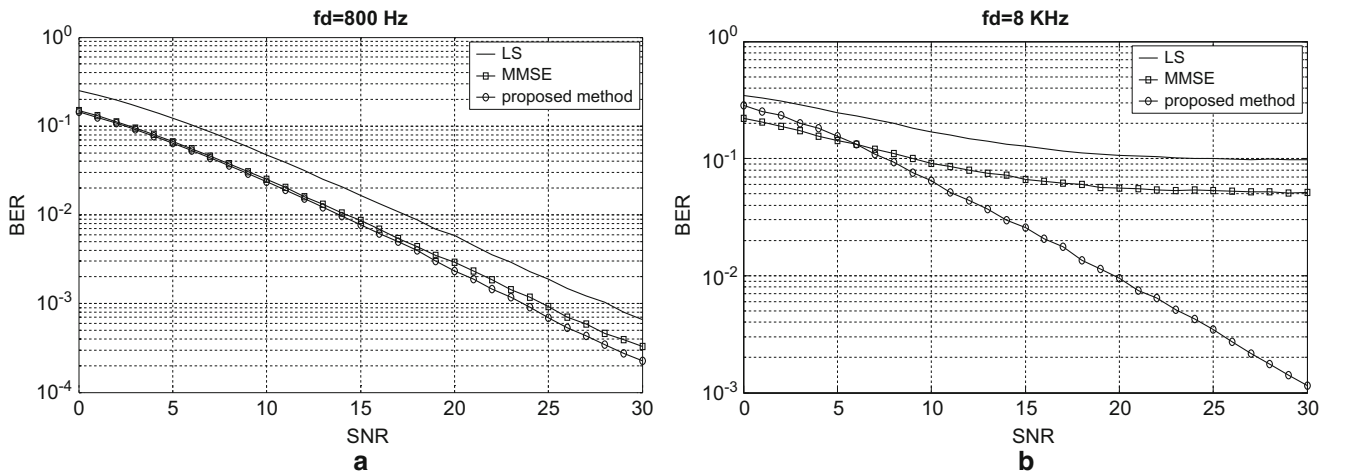 fd=800 Hz
10^0
10^-1
10^-2
10^-3
10^-4
BER
LS
MMSE
proposed method
0 5 10 15 20 25 30
SNR
a
fd=8 KHz
10^0
10^-1
10^-2
10^-3
BER
LS
MMSE
proposed method
0 5 10 15 20 25 30
SNR
b